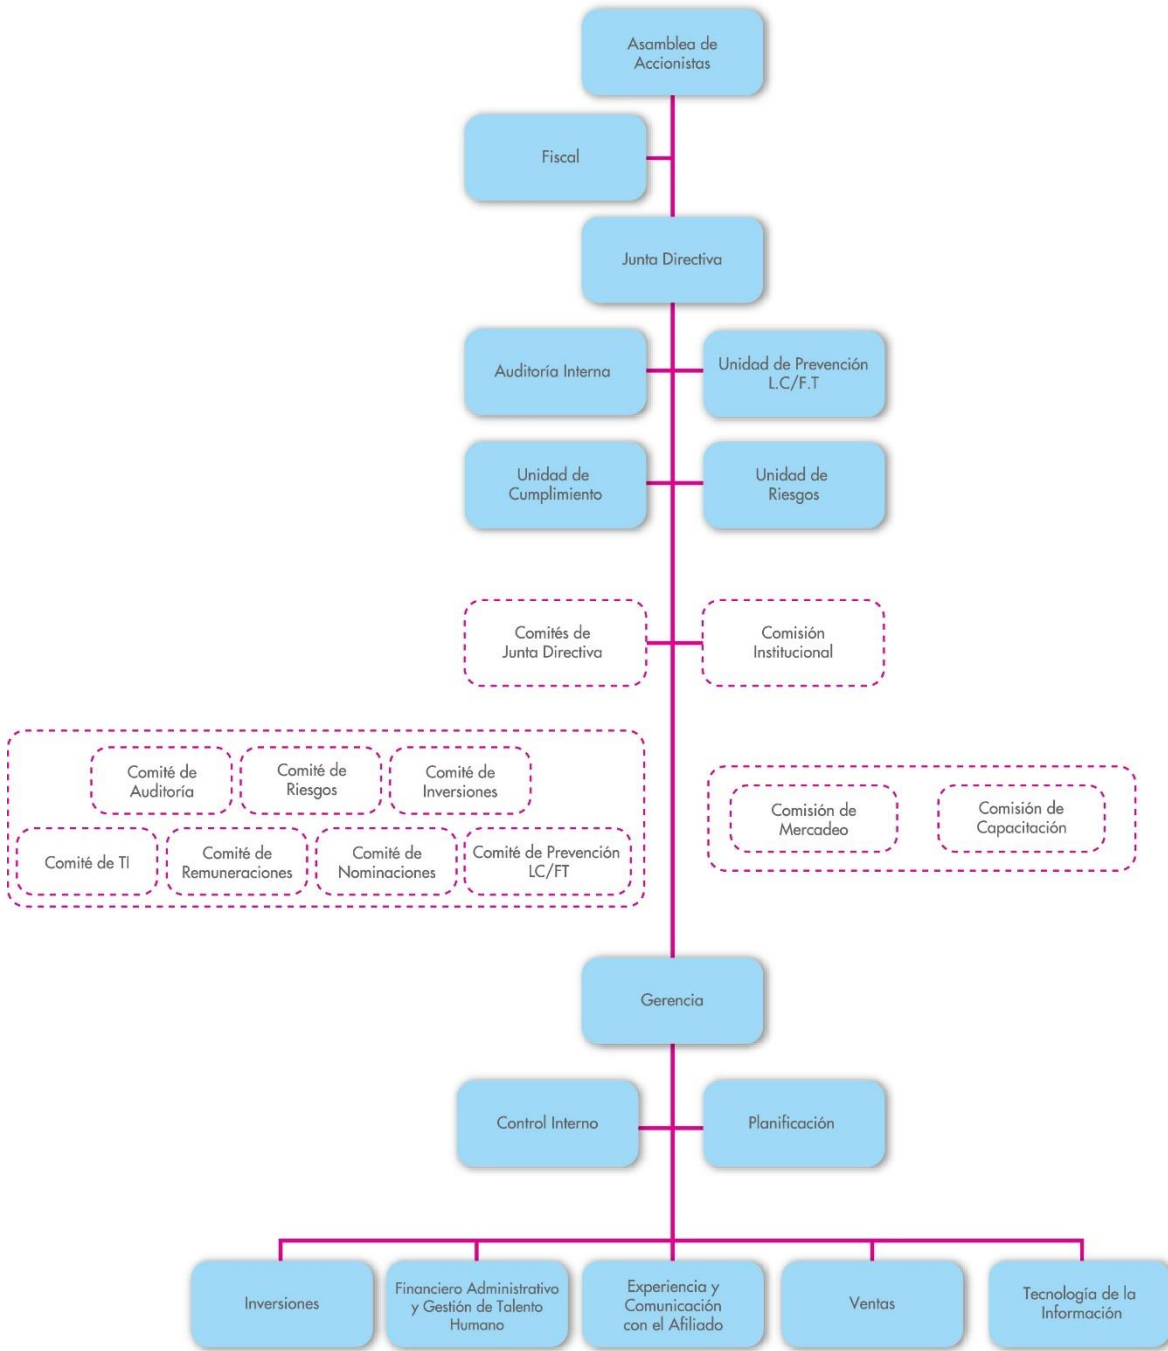 Asamblea de
Accionistas
Fiscal
Junta Directiva
Auditoría Interna
Unidad de Prevención
L.C/F.T
Unidad de
Cumplimiento
Unidad de
Riesgos
Comités de
Junta Directiva
Comisión
Institucional
Comité de
Auditoría
Comité de
Riesgos
Comité de
Inversiones
Comité de TI
Comité de
Remuneraciones
Comité de
Nominaciones
Comité de Prevención
LC/FT
Comisión de
Mercadeo
Comisión de
Capacitación
Gerencia
Control Interno
Planificación
Inversiones
Financiero Administrativo
y Gestión de Talento
Humano
Experiencia y
Comunicación
con el Afiliado
Ventas
Tecnología de la
Información